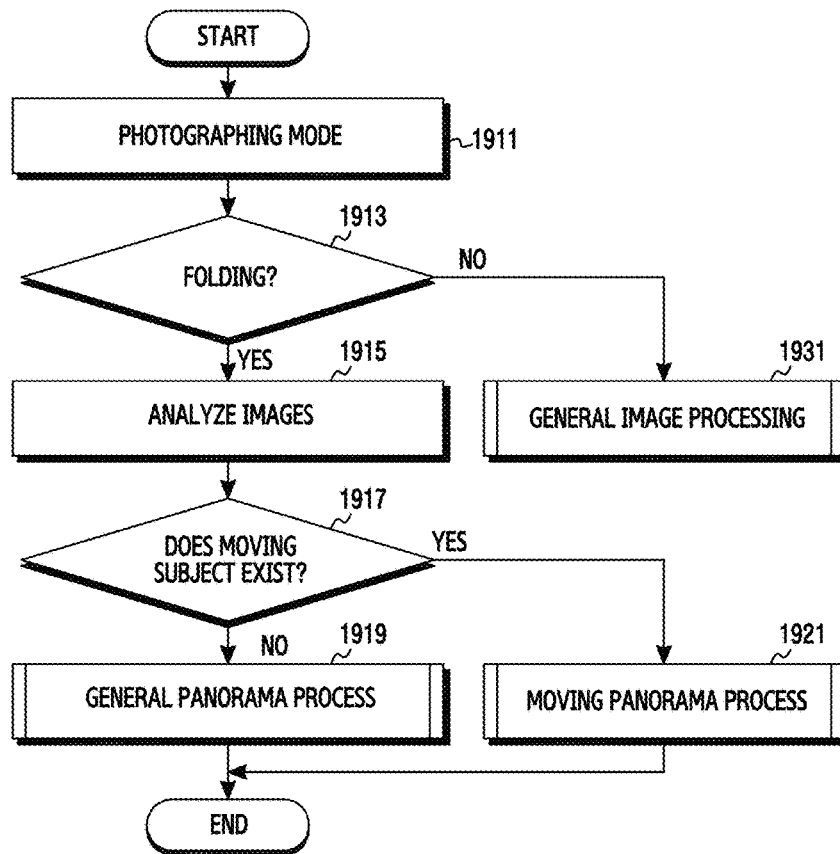 START
PHOTOGRAPHING MODE
1911
1913
FOLDING?
NO
YES
1915
ANALYZE IMAGES
1931
GENERAL IMAGE PROCESSING
1917
DOES MOVING
SUBJECT EXIST?
YES
NO
1919
GENERAL PANORAMA PROCESS
1921
MOVING PANORAMA PROCESS
END